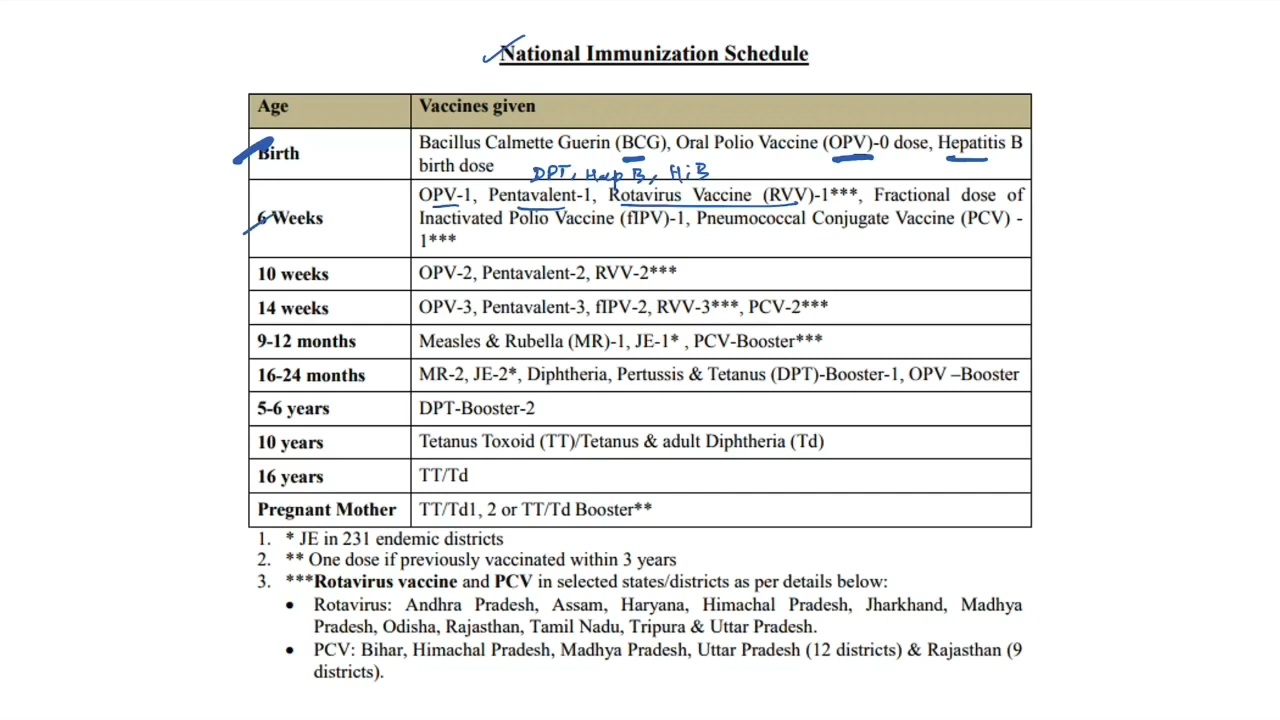 National Immunization Schedule
Age Vaccines given
Birth Bacillus Calmette Guerin (BCG), Oral Polio Vaccine (OPV)-0 dose, Hepatitis B
birth dose
DPT, Hep B, HiB
6 Weeks OPV-1, Pentavalent-1, Rotavirus Vaccine (RVV)-1***, Fractional dose of
Inactivated Polio Vaccine (fIPV)-1, Pneumococcal Conjugate Vaccine (PCV) -
1***
10 weeks OPV-2, Pentavalent-2, RVV-2***
14 weeks OPV-3, Pentavalent-3, fIPV-2, RVV-3***, PCV-2***
9-12 months Measles & Rubella (MR)-1, JE-1* , PCV-Booster***
16-24 months MR-2, JE-2*, Diphtheria, Pertussis & Tetanus (DPT)-Booster-1, OPV –Booster
5-6 years DPT-Booster-2
10 years Tetanus Toxoid (TT)/Tetanus & adult Diphtheria (Td)
16 years TT/Td
Pregnant Mother TT/Td1, 2 or TT/Td Booster**
1. * JE in 231 endemic districts
2. ** One dose if previously vaccinated within 3 years
3. ***Rotavirus vaccine and PCV in selected states/districts as per details below:
• Rotavirus: Andhra Pradesh, Assam, Haryana, Himachal Pradesh, Jharkhand, Madhya
Pradesh, Odisha, Rajasthan, Tamil Nadu, Tripura & Uttar Pradesh.
• PCV: Bihar, Himachal Pradesh, Madhya Pradesh, Uttar Pradesh (12 districts) & Rajasthan (9
districts).